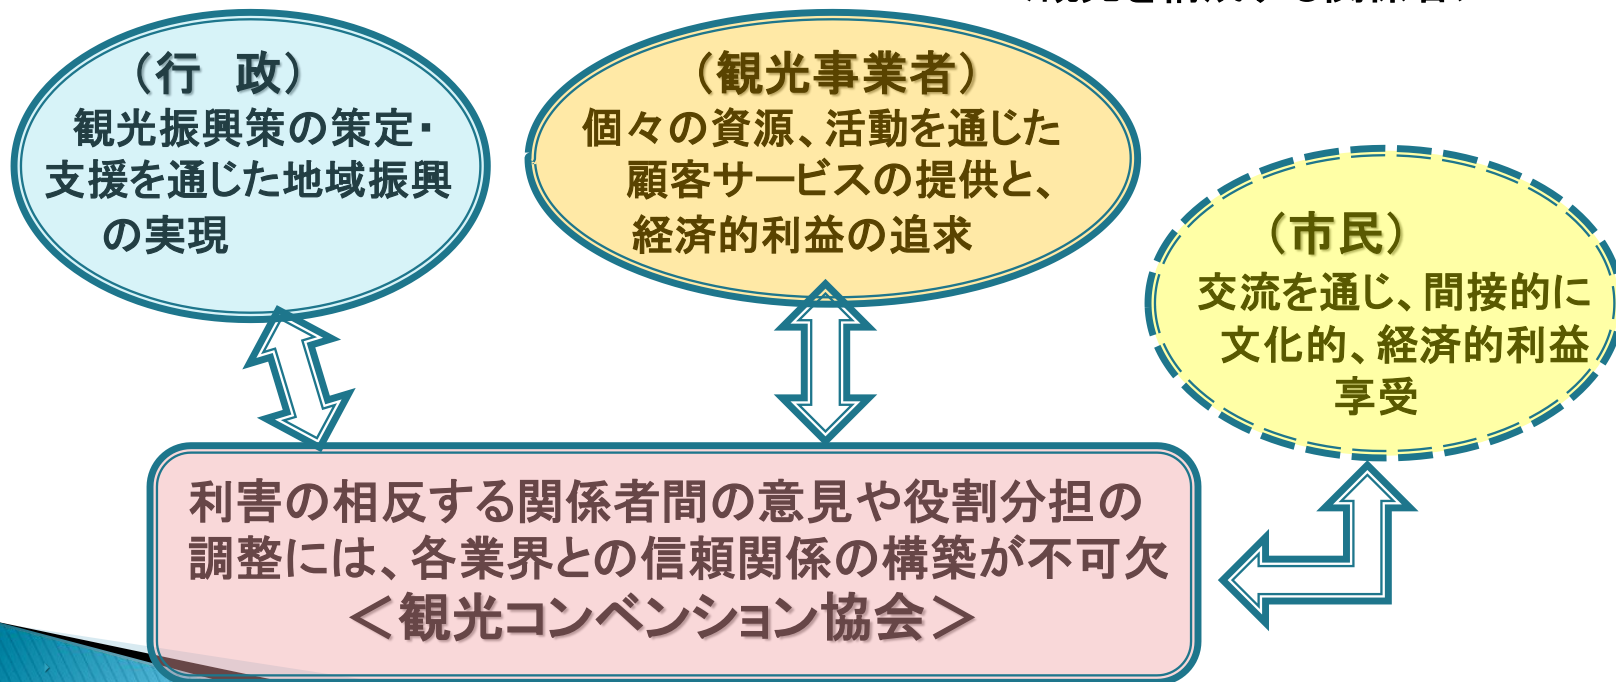 （行　政）
観光振興策の策定・
支援を通じた地域振興
の実現
（観光事業者）
個々の資源、活動を通じた
顧客サービスの提供と、
経済的利益の追求
（市民）
交流を通じ、間接的に
文化的、経済的利益
享受
利害の相反する関係者間の意見や役割分担の
調整には、各業界との信頼関係の構築が不可欠
＜観光コンベンション協会＞